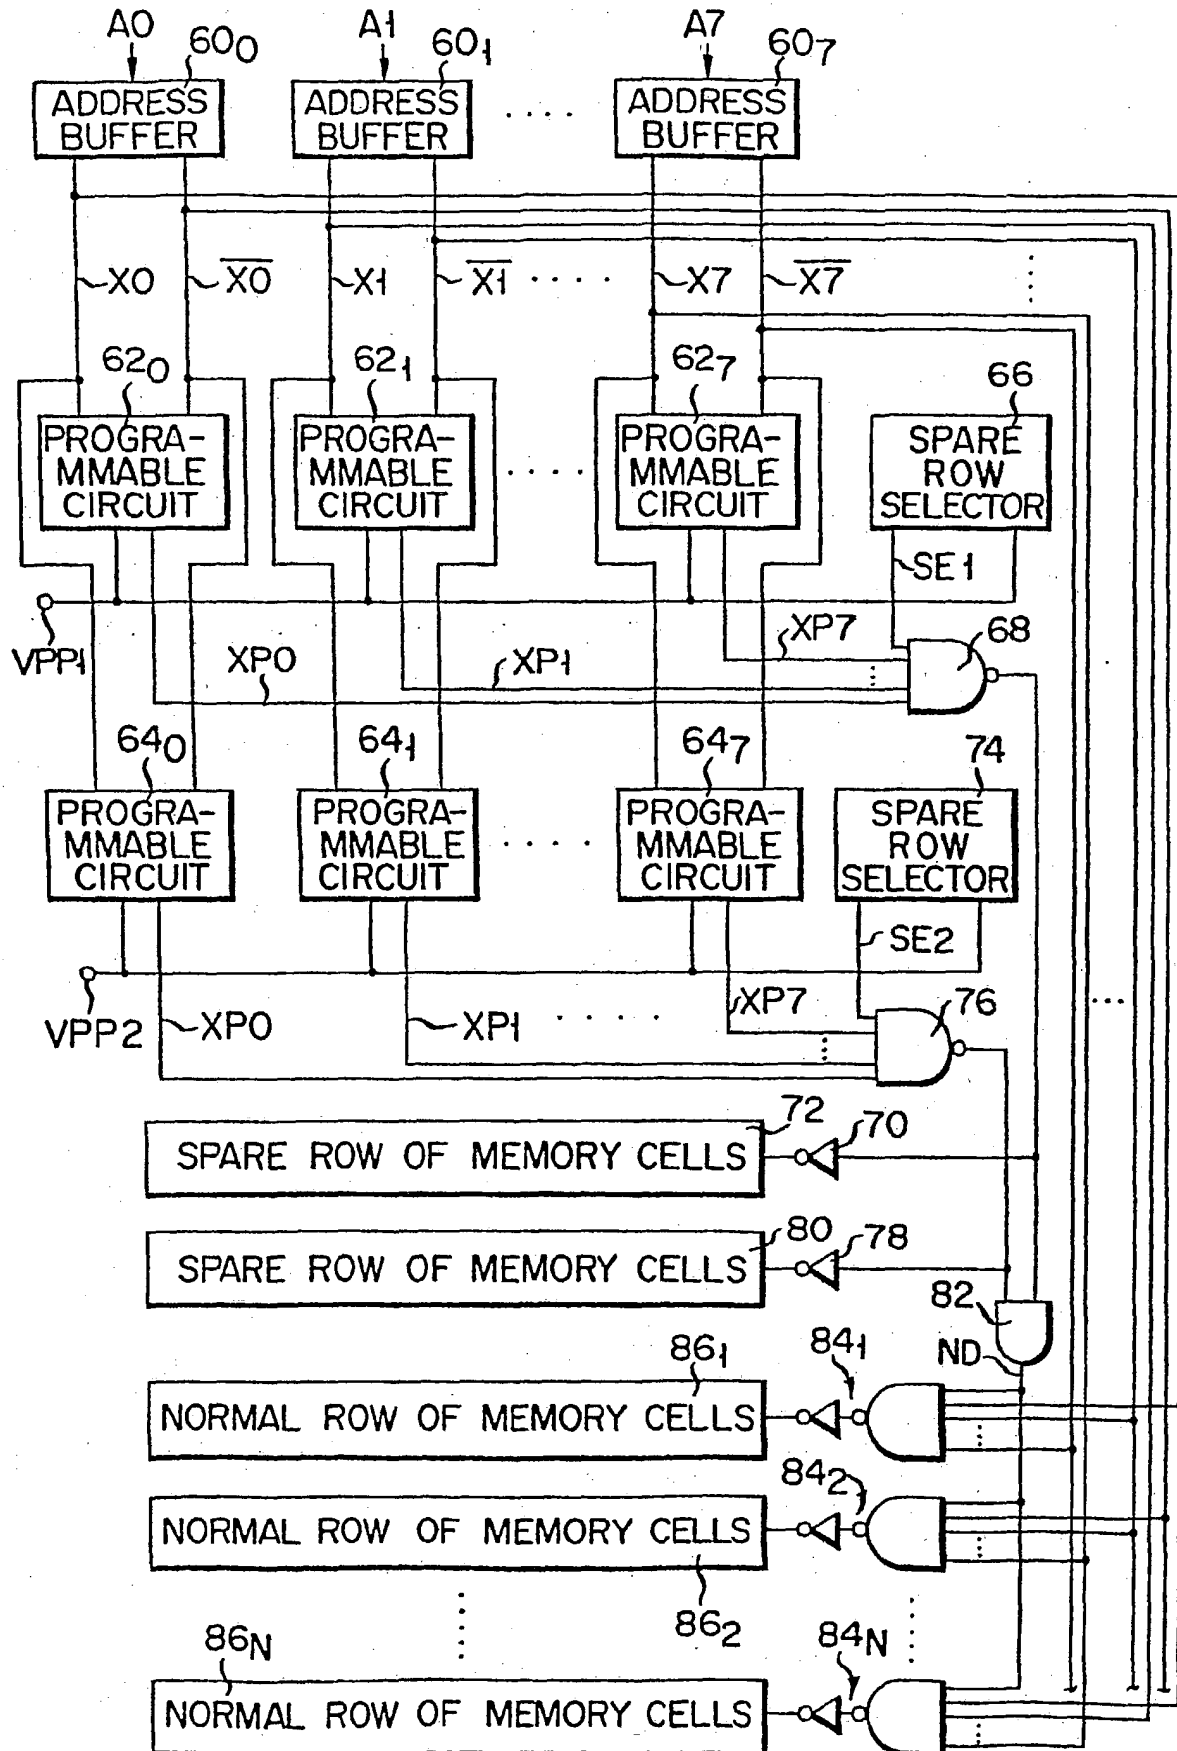 A0 60₀ A1 60₁ A7 60₇
ADDRESS BUFFER
ADDRESS BUFFER
. . . .
ADDRESS BUFFER
X0 X̅0̅ X1 X̅1̅ . . . . X7 X̅7̅
62₀ 62₁ 62₇ 66
PROGRA-
MMABLE
CIRCUIT
PROGRA-
MMABLE
CIRCUIT
. . . .
PROGRA-
MMABLE
CIRCUIT
SPARE
ROW
SELECTOR
SE1
VPP1
XP0 XP1 XP7 68
64₀ 64₁ 64₇ 74
PROGRA-
MMABLE
CIRCUIT
PROGRA-
MMABLE
CIRCUIT
. . . .
PROGRA-
MMABLE
CIRCUIT
SPARE
ROW
SELECTOR
SE2
VPP2
XP0 XP1 . . . . XP7 76
72 70
SPARE ROW OF MEMORY CELLS
80 78
SPARE ROW OF MEMORY CELLS
82
ND
86₁ 84₁
NORMAL ROW OF MEMORY CELLS
84₂
NORMAL ROW OF MEMORY CELLS
86₂
86N 84N
NORMAL ROW OF MEMORY CELLS